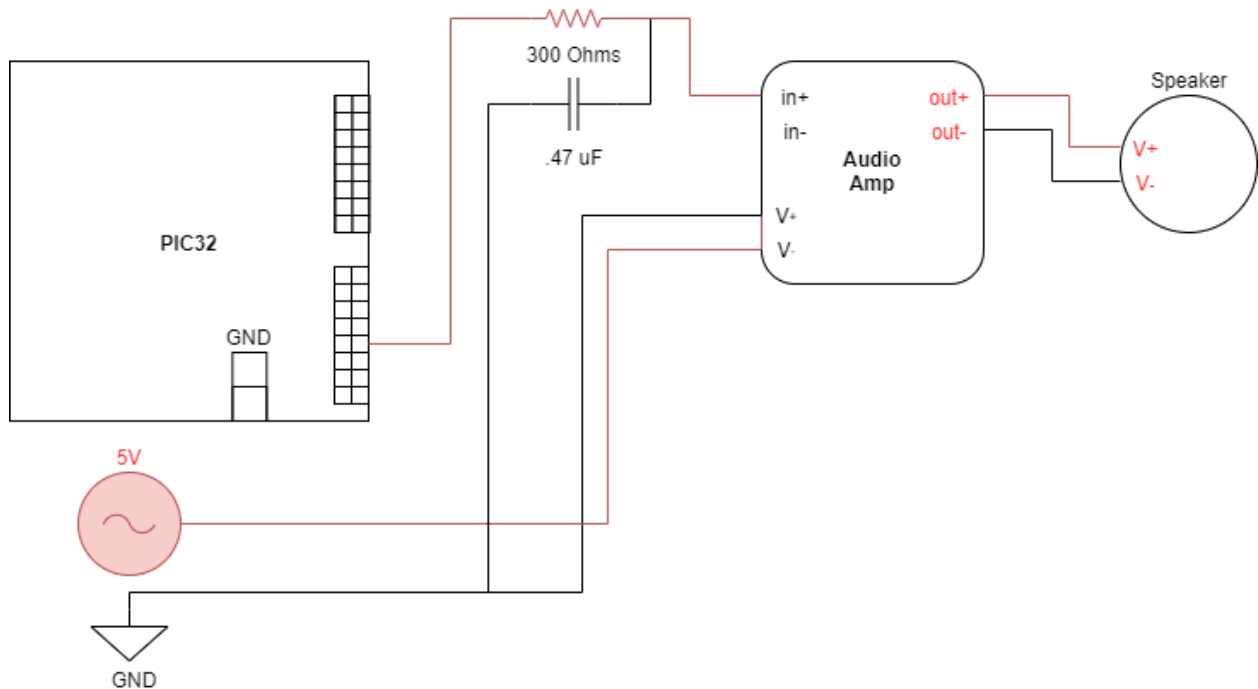 300 Ohms
.47 uF
PIC32
GND
5V
GND
in+
in-
V+
V-
Audio
Amp
out+
out-
Speaker
V+
V-